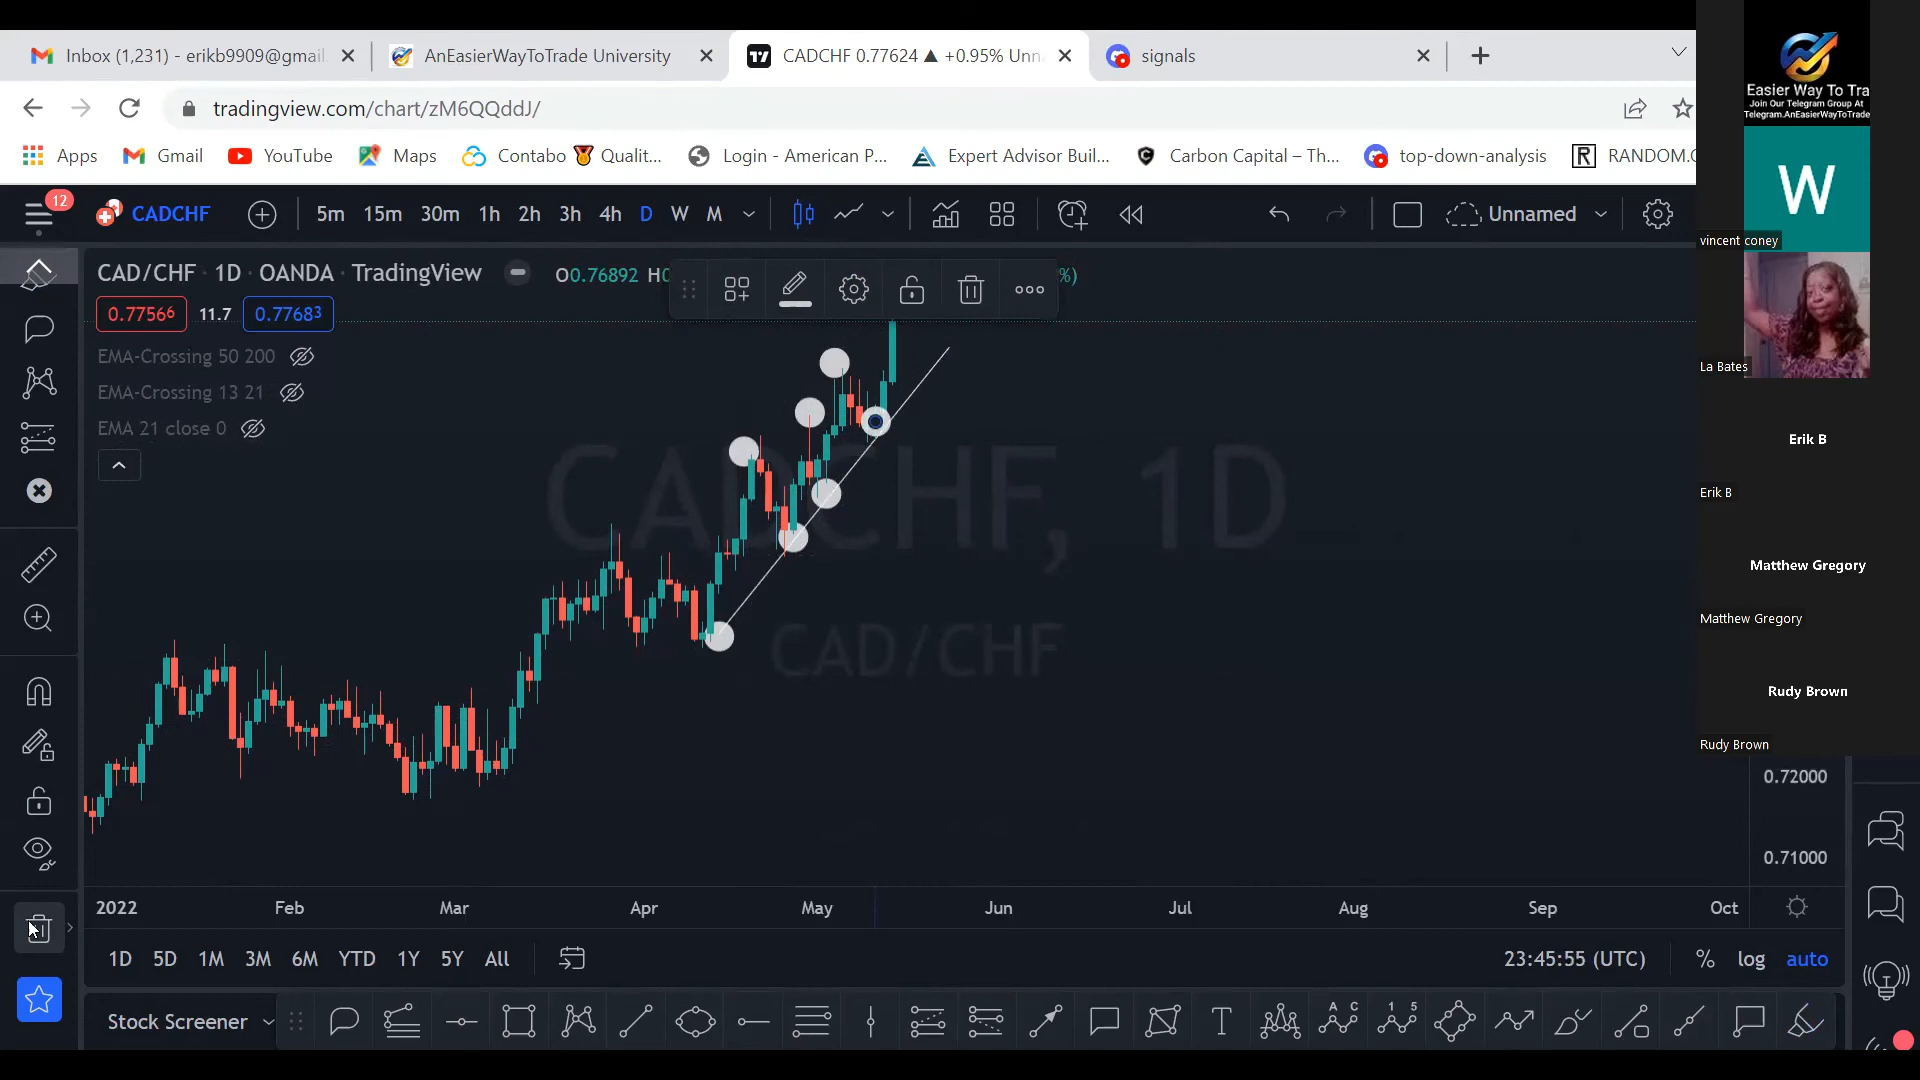 Inbox (1,231) - erikb9909@gmail.
AnEasierWayToTrade University
CADCHF 0.77624 ▲ +0.95% Unn
signals
tradingview.com/chart/zM6QQddJ/
Apps
Gmail
YouTube
Maps
Contabo
Qualit...
Login - American P...
Expert Advisor Buil...
Carbon Capital – Th...
top-down-analysis
RANDOM.
12
CADCHF
5m 15m 30m 1h 2h 3h 4h D W M
Unnamed
CAD/CHF · 1D · OANDA · TradingView
O0.76892 H0
%)
0.77566
11.7
0.77683
EMA-Crossing 50 200
EMA-Crossing 13 21
EMA 21 close 0
CADCHF, 1D
CAD/CHF
0.72000
0.71000
2022 Feb Mar Apr May Jun Jul Aug Sep Oct
1D 5D 1M 3M 6M YTD 1Y 5Y All
23:45:55 (UTC)
% log auto
Stock Screener
T
A C
1 5
Easier Way To Tra
Join Our Telegram Group At
Telegram.AnEasierWayToTrade
W
vincent coney
La Bates
Erik B
Erik B
Matthew Gregory
Matthew Gregory
Rudy Brown
Rudy Brown